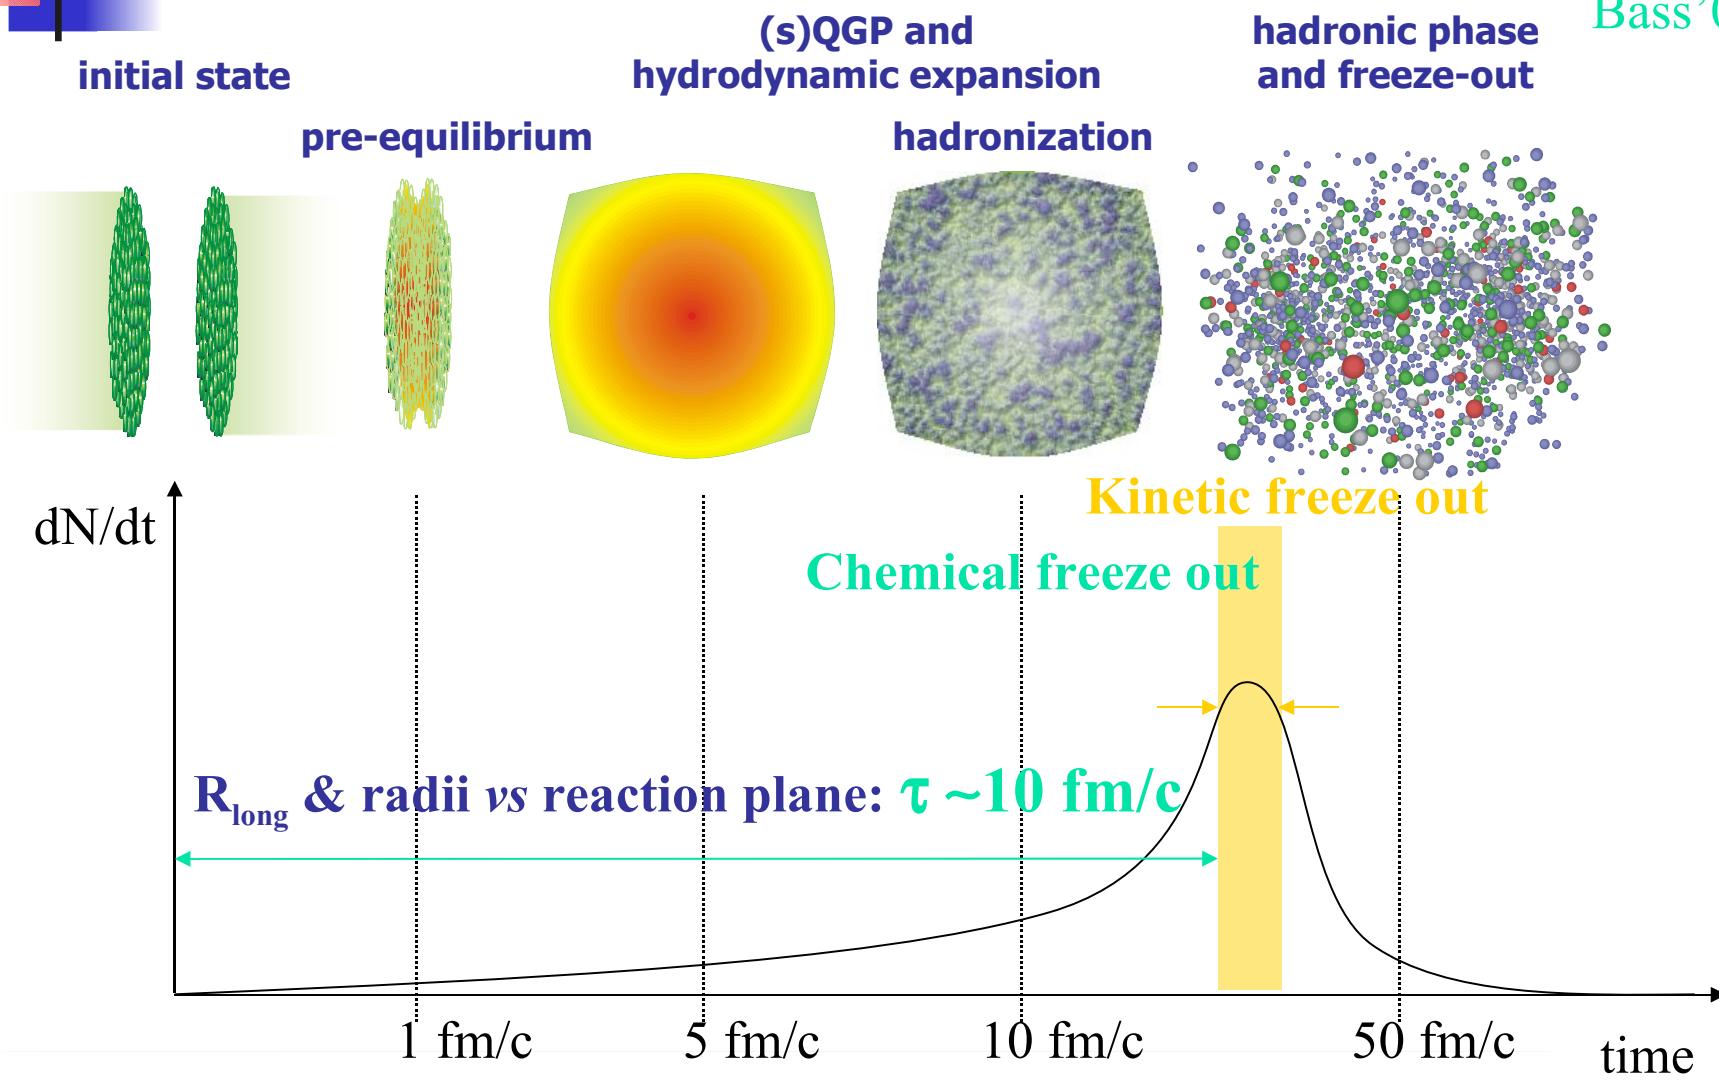 Bass'
(s)QGP and
hydrodynamic expansion
hadronic phase
and freeze-out
initial state
pre-equilibrium
hadronization
Kinetic freeze out
dN/dt
Chemical freeze out
Rlong & radii vs reaction plane: τ ~10 fm/c
1 fm/c
5 fm/c
10 fm/c
50 fm/c
time